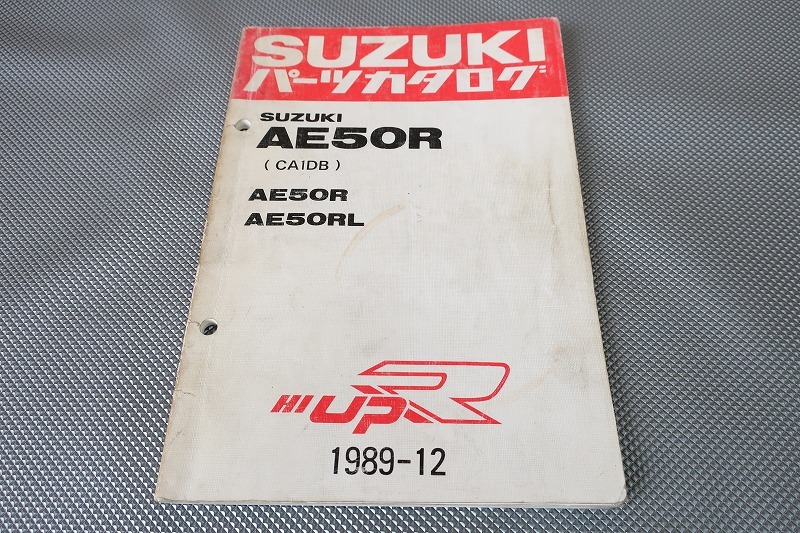 SUZUKI
パーツカタログ
SUZUKI
AE50R
(CA1DB)
AE50R
AE50RL
HI UP R
1989-12